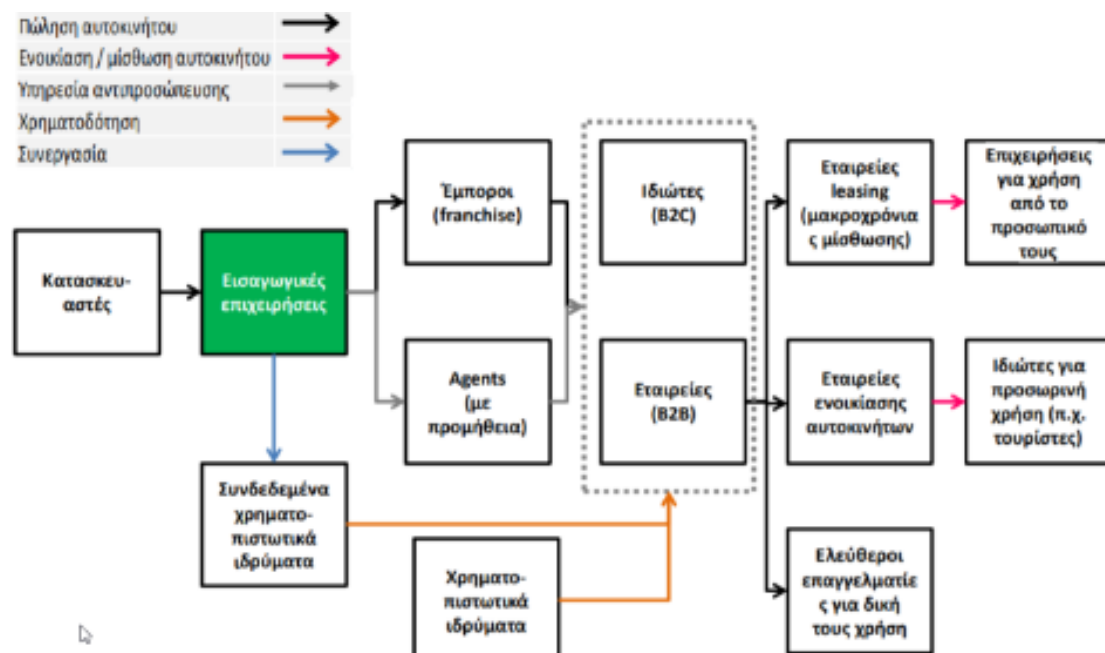 Πώληση αυτοκινήτου
Ενοικίαση / μίσθωση αυτοκινήτου
Υπηρεσία αντιπροσώπευσης
Χρηματοδότηση
Συνεργασία
Κατασκευ-
αστές
Εισαγωγικές
επιχειρήσεις
Έμποροι
(franchise)
Agents
(με
προμήθεια)
Ιδιώτες
(B2C)
Εταιρείες
(B2B)
Εταιρείες
leasing
(μακροχρόνια
ς μίσθωσης)
Επιχειρήσεις
για χρήση
από το
προσωπικό
τους
Εταιρείες
ενοικίασης
αυτοκινήτων
Ιδιώτες για
προσωρινή
χρήση (π.χ.
τουρίστες)
Συνδεδεμένα
χρηματο-
πιστωτικά
ιδρύματα
Χρηματο-
πιστωτικά
ιδρύματα
Ελεύθεροι
επαγγελματίε
ς για δική
τους χρήση